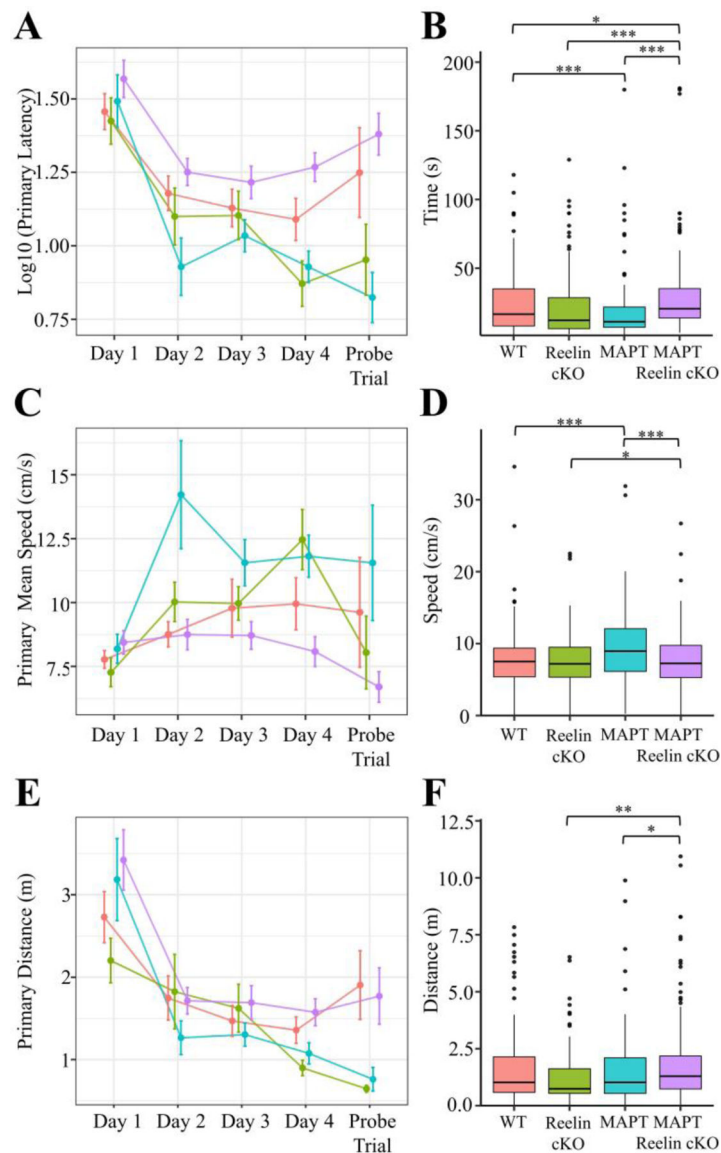 A
Log10 (Primary Latency)
1.50
1.25
1.00
0.75
Day 1 Day 2 Day 3 Day 4 Probe
Trial
B
*
***
***
***
Time (s)
200
150
100
50
WT Reelin MAPT MAPT
cKO Reelin cKO
C
Primary Mean Speed (cm/s)
15
12.5
10
7.5
Day 1 Day 2 Day 3 Day 4 Probe
Trial
D
***
***
*
Speed (cm/s)
30
20
10
0
WT Reelin MAPT MAPT
cKO Reelin cKO
E
Primary Distance (m)
3
2
1
Day 1 Day 2 Day 3 Day 4 Probe
Trial
F
**
*
Distance (m)
12.5
10.0
7.5
5.0
2.5
0.0
WT Reelin MAPT MAPT
cKO Reelin cKO